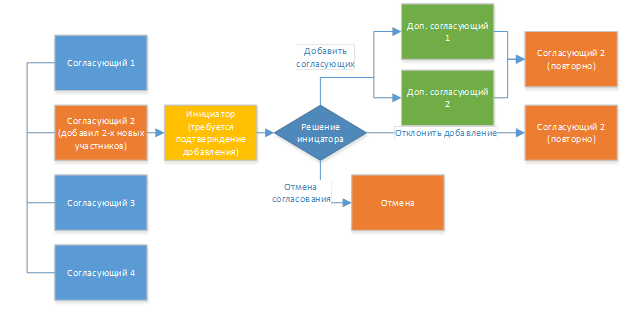 Согласующий 1
Согласующий 2
(добавил 2-х новых
участников)
Согласующий 3
Согласующий 4
Инициатор
(требуется
подтверждение
добавления)
Решение
иницатора
Добавить
согласующих
Отклонить добавление
Отмена
согласования
Доп. согласующий
1
Доп. согласующий
2
Согласующий 2
(повторно)
Согласующий 2
(повторно)
Отмена